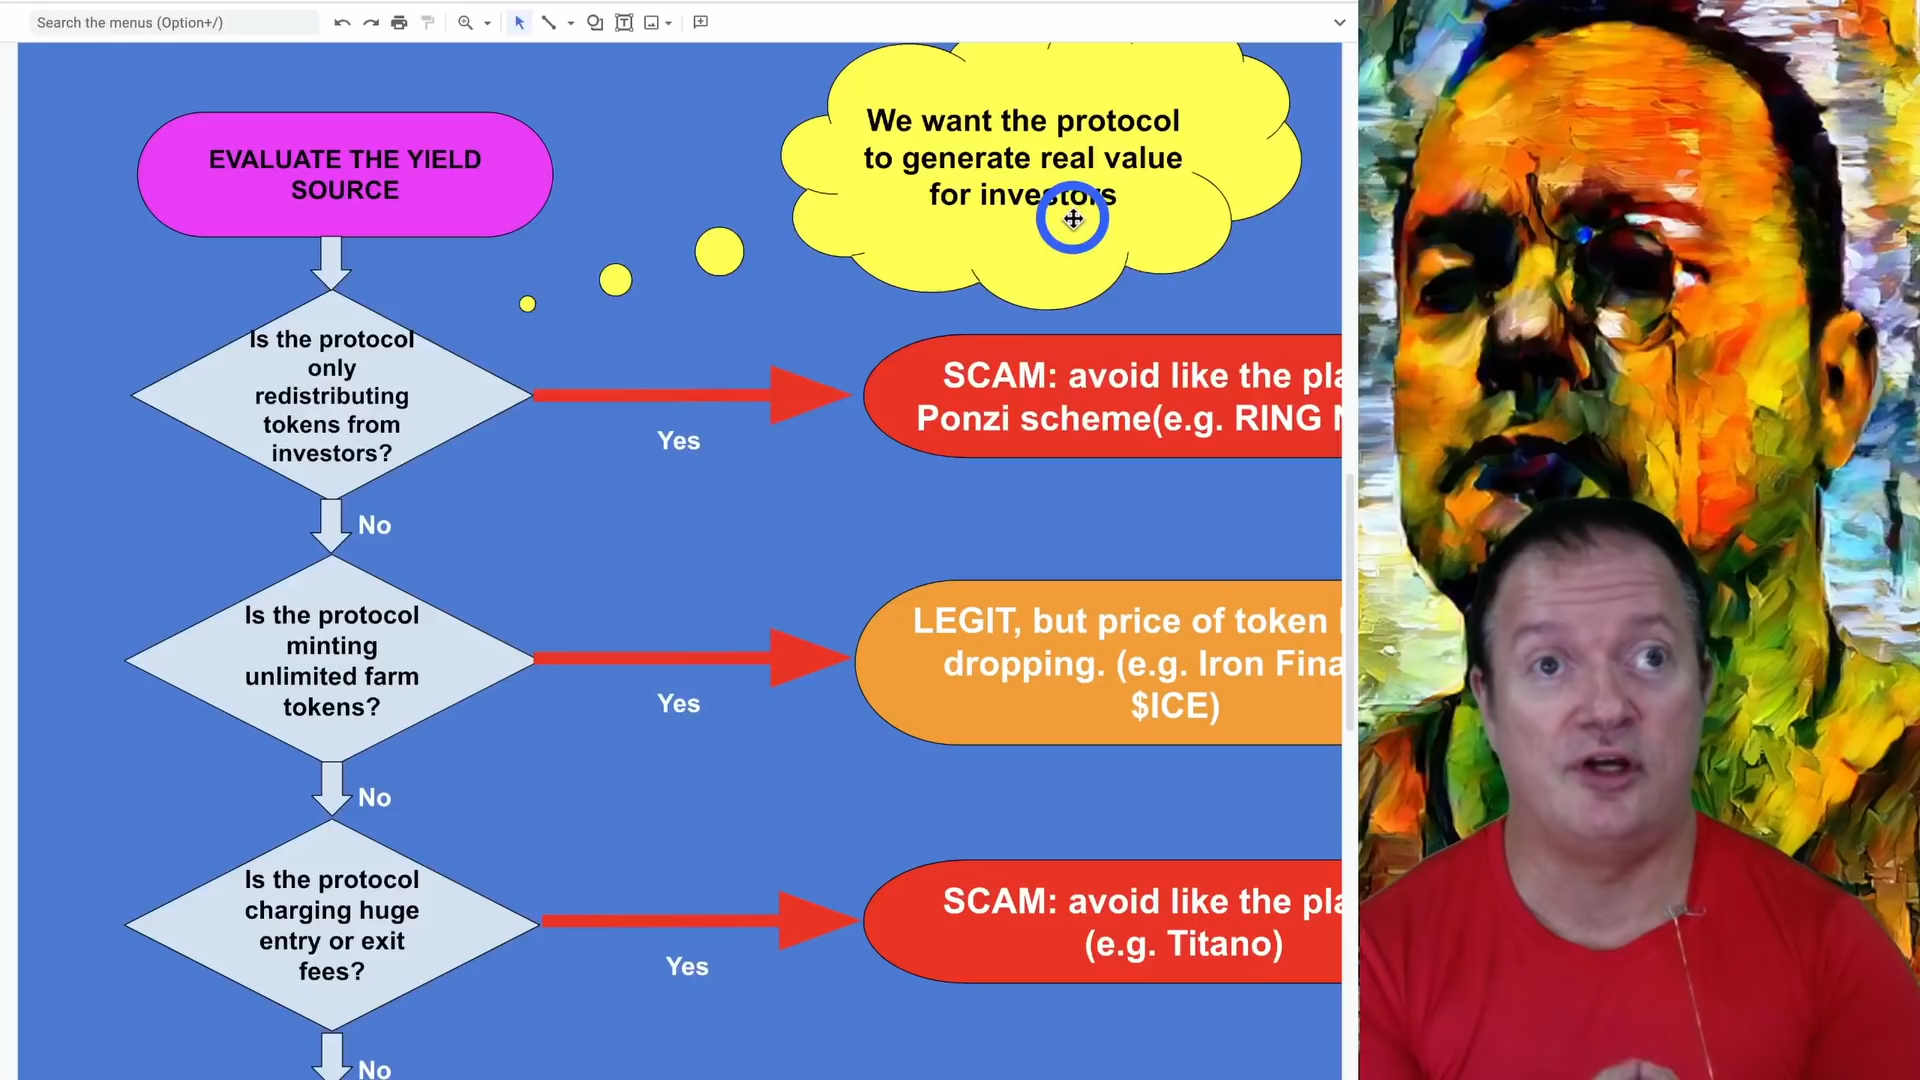 Search the menus (Option+/)
EVALUATE THE YIELD
SOURCE
We want the protocol
to generate real value
for investors
Is the protocol
only
redistributing
tokens from
investors?
Yes
SCAM: avoid like the
Ponzi scheme(e.g. RING
No
Is the protocol
minting
unlimited farm
tokens?
Yes
LEGIT, but price of token
dropping. (e.g. Iron
$ICE)
No
Is the protocol
charging huge
entry or exit
fees?
Yes
SCAM: avoid like the
(e.g. Titano)
No